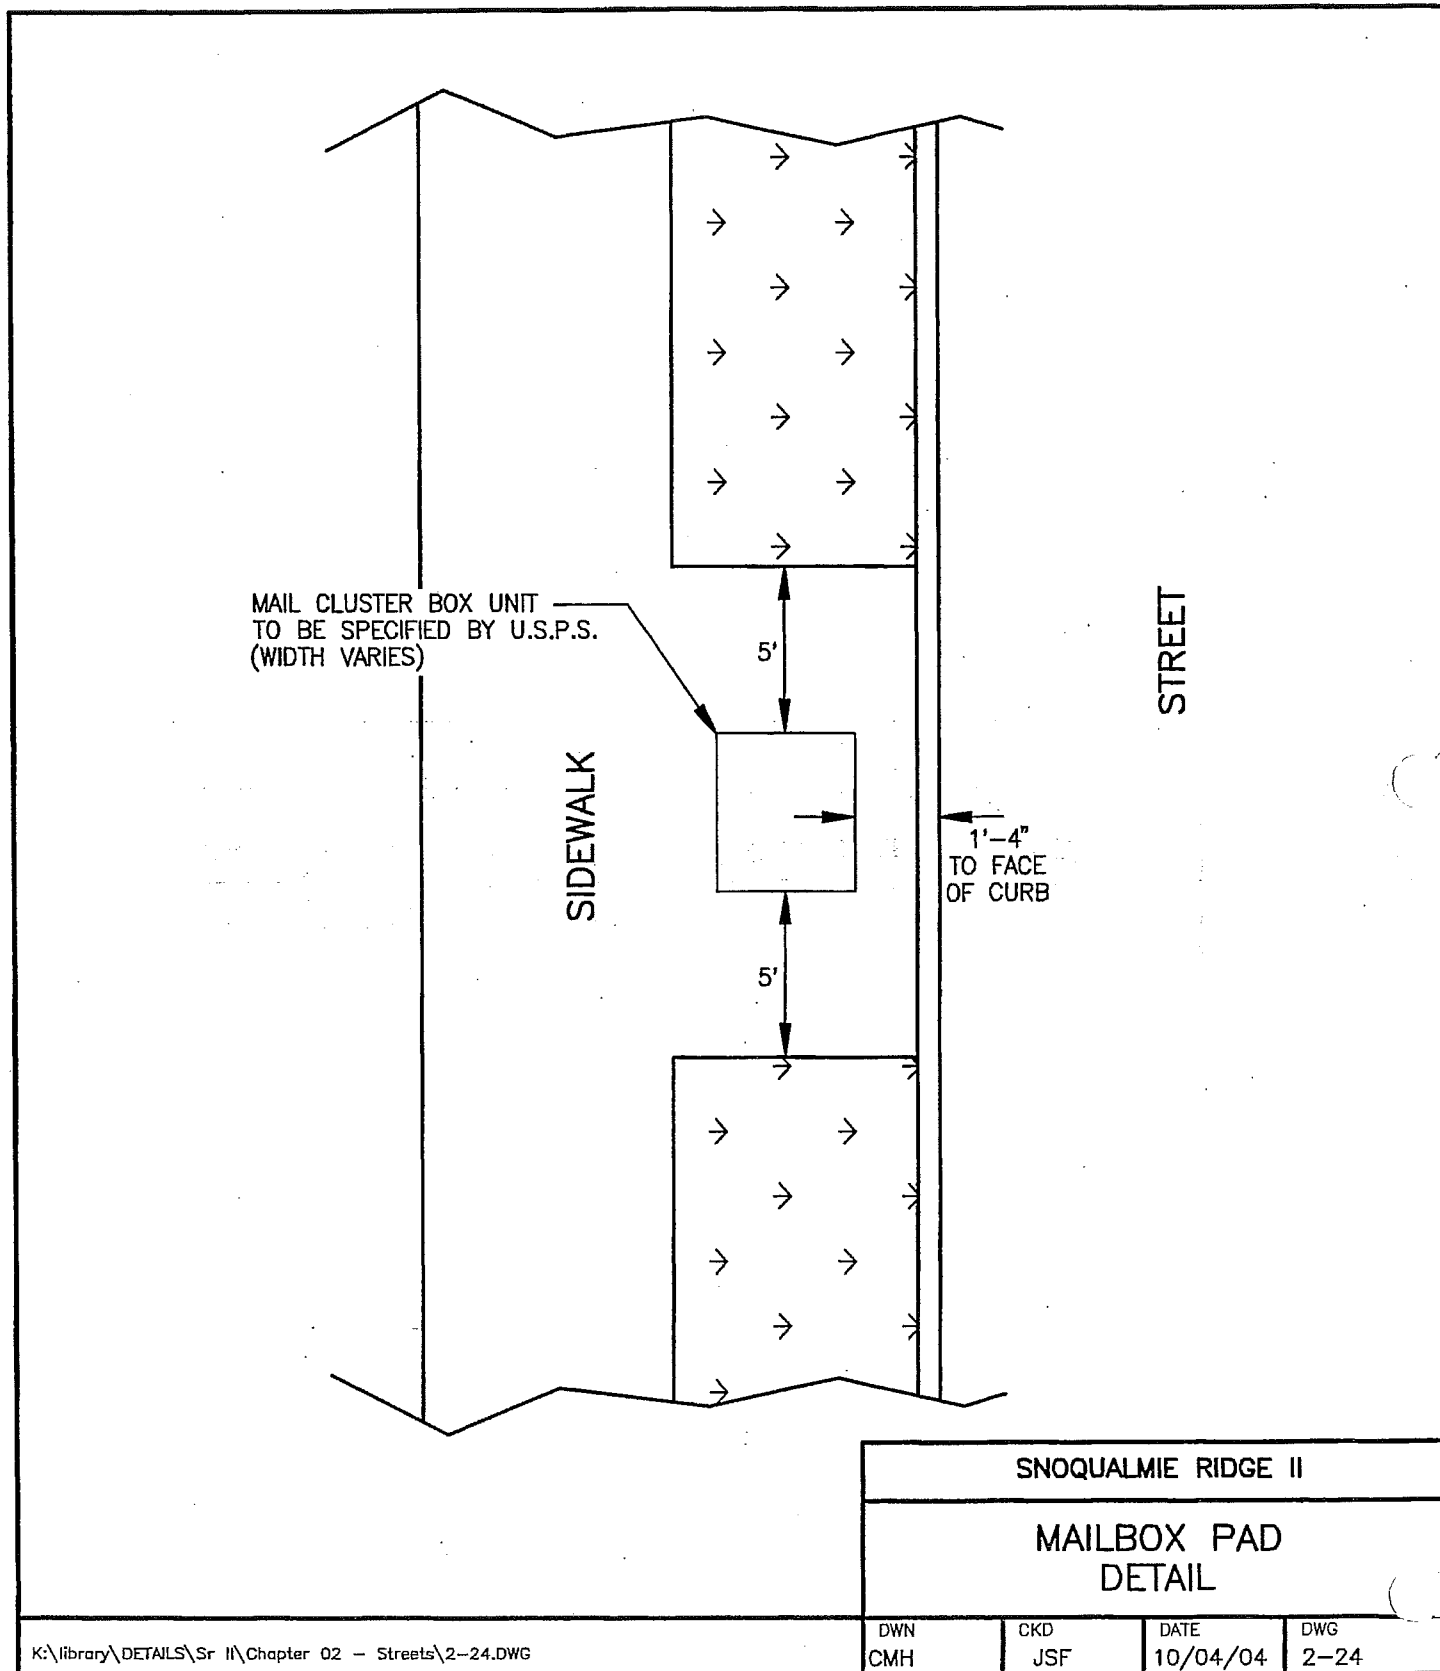 MAIL CLUSTER BOX UNIT
TO BE SPECIFIED BY U.S.P.S.
(WIDTH VARIES)
5'
STREET
SIDEWALK
1'-4"
TO FACE
OF CURB
5'
SNOQUALMIE RIDGE II
MAILBOX PAD
DETAIL
K:\library\DETAILS\Sr II\Chapter 02 - Streets\2-24.DWG
DWN
CMH
CKD
JSF
DATE
10/04/04
DWG
2-24